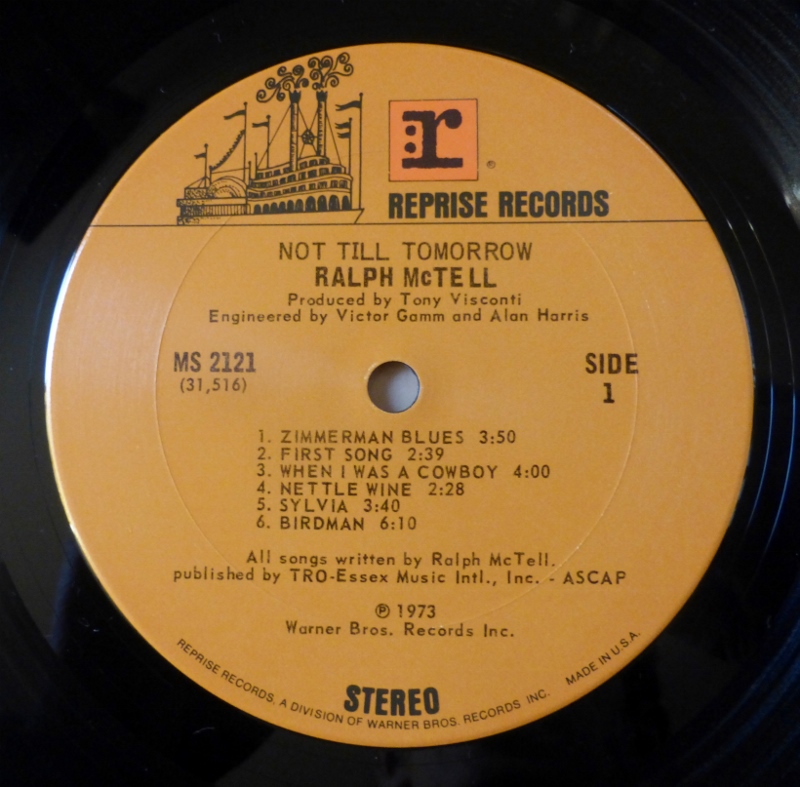 :r
®
REPRISE RECORDS
NOT TILL TOMORROW
RALPH McTELL
Produced by Tony Visconti
Engineered by Victor Gamm and Alan Harris
MS 2121
(31,516)
SIDE
1
1. ZIMMERMAN BLUES 3:50
2. FIRST SONG 2:39
3. WHEN I WAS A COWBOY 4:00
4. NETTLE WINE 2:28
5. SYLVIA 3:40
6. BIRDMAN 6:10
All songs written by Ralph McTell.
published by TRO-Essex Music Intl., Inc. - ASCAP
℗ 1973
Warner Bros. Records Inc.
STEREO
REPRISE RECORDS, A DIVISION OF WARNER BROS. RECORDS INC. MADE IN U.S.A.